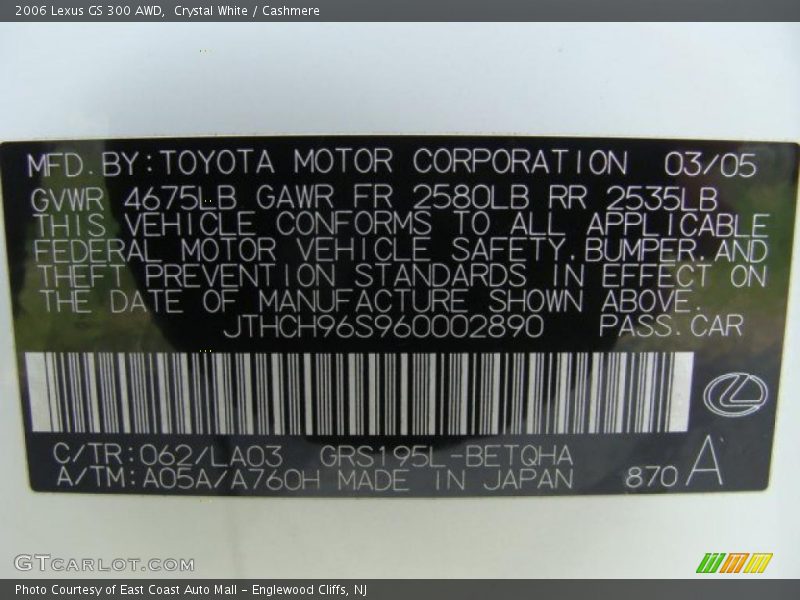 2006 Lexus GS 300 AWD,  Crystal White / Cashmere
MFD. BY: TOYOTA MOTOR CORPORATION 03/05
GVWR 4675LB GAWR FR 2580LB RR 2535LB
THIS VEHICLE CONFORMS TO ALL APPLICABLE
FEDERAL MOTOR VEHICLE SAFETY, BUMPER, AND
THEFT PREVENTION STANDARDS IN EFFECT ON
THE DATE OF MANUFACTURE SHOWN ABOVE.
JTHCH96S960002890 PASS. CAR
C/TR: 062/LA03 GRS195L-BETQHA
A/TM: A05A/A760H MADE IN JAPAN 870 A
GTCARLOT.COM
Photo Courtesy of East Coast Auto Mall - Englewood Cliffs, NJ